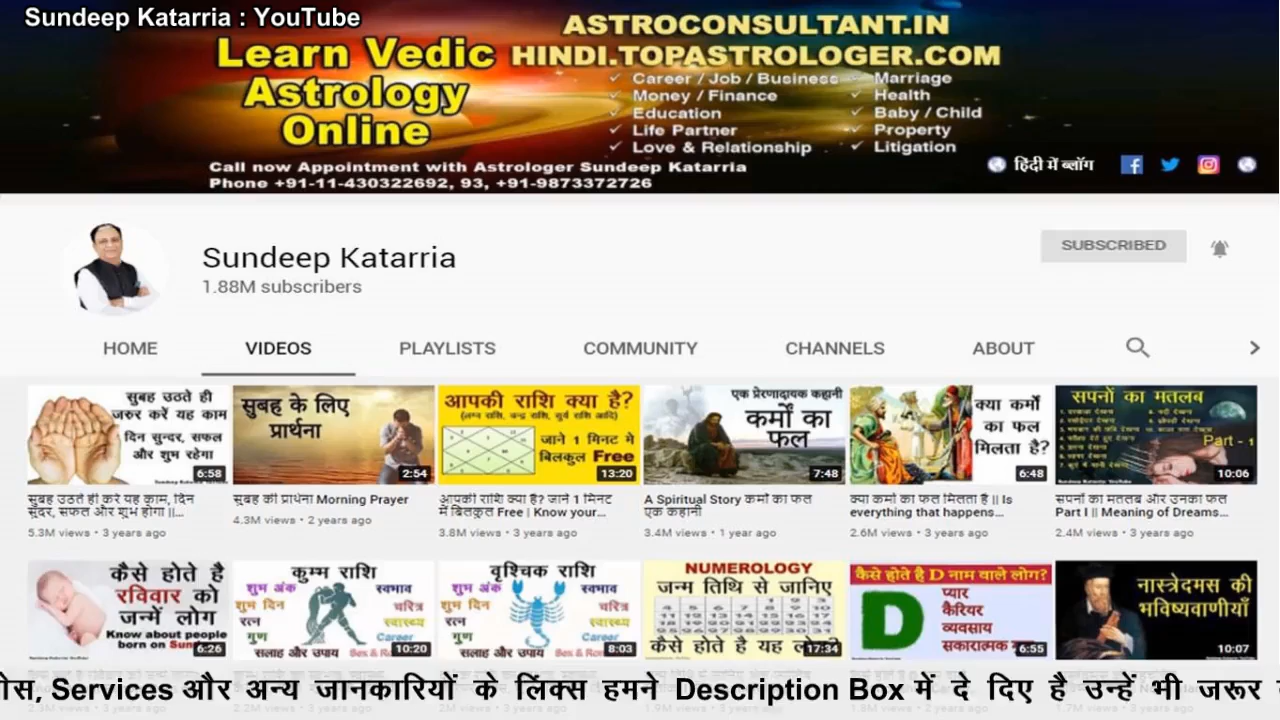 Sundeep Katarria : YouTube
Learn Vedic
Astrology
Online
ASTROCONSULTANT.IN
HINDI.TOPASTROLOGER.COM
✓ Career / Job / Business
✓ Money / Finance
✓ Education
✓ Life Partner
✓ Love & Relationship
✓ Marriage
✓ Health
✓ Baby / Child
✓ Property
✓ Litigation
Call now Appointment with Astrologer Sundeep Katarria
Phone +91-11-430322692, 93, +91-9873372726
हिंदी में ब्लॉग
Sundeep Katarria
1.88M subscribers
SUBSCRIBED
HOME VIDEOS PLAYLISTS COMMUNITY CHANNELS ABOUT
सुबह उठते ही
जरुर करें यह काम
दिन सुन्दर, सफल
और शुभ रहेगा
6:58
सुबह उठते ही करे यह काम, दिन
सुंदर, सफल और शुभ होगा ||...
5.3M views • 3 years ago
सुबह के लिए
प्रार्थना
2:54
सुबह की प्रार्थना Morning Prayer
4.3M views • 2 years ago
आपकी राशि क्या है?
(लग्न राशि, चन्द्र राशि, सूर्य राशि आदि)
जाने 1 मिनट मे
बिलकुल Free
13:20
आपकी राशि क्या है? जाने 1 मिनट
में बिलकुल Free | Know your...
3.8M views • 3 years ago
एक प्रेरणादायक कहानी
कर्मों का
फल
7:48
A Spiritual Story कर्मों का फल
एक कहानी
3.4M views • 1 year ago
क्या कर्मो
का फल
मिलता है?
6:48
क्या कर्मो का फल मिलता है || Is
everything that happens...
2.6M views • 3 years ago
सपनों का मतलब
Part - 1
10:06
सपनों का मतलब और उनका फल
Part I || Meaning of Dreams...
2.4M views • 3 years ago
कैसे होते है
रविवार को
जन्में लोग
Know about people
born on Sun
6:26
कुम्भ राशि
शुभ अंक
शुभ दिन
रत्न
गुण
स्वभाव
चरित्र
स्वास्थ्य
Career
सलाह और उपाय
10:20
वृश्चिक राशि
शुभ अंक
शुभ दिन
रत्न
गुण
स्वभाव
चरित्र
स्वास्थ्य
Career
सलाह और उपाय
8:03
NUMEROLOGY
जन्म तिथि से जानिए
कैसे होते है यह
17:34
कैसे होते है D नाम वाले लोग?
D
प्यार
कैरियर
व्यवसाय
सकारात्मक
6:55
नास्त्रेदमस की
भविष्यवाणीयाँ
10:07
Services और अन्य जानकारियों के लिंक्स हमने Description Box में दे दिए है उन्हें भी जरूर